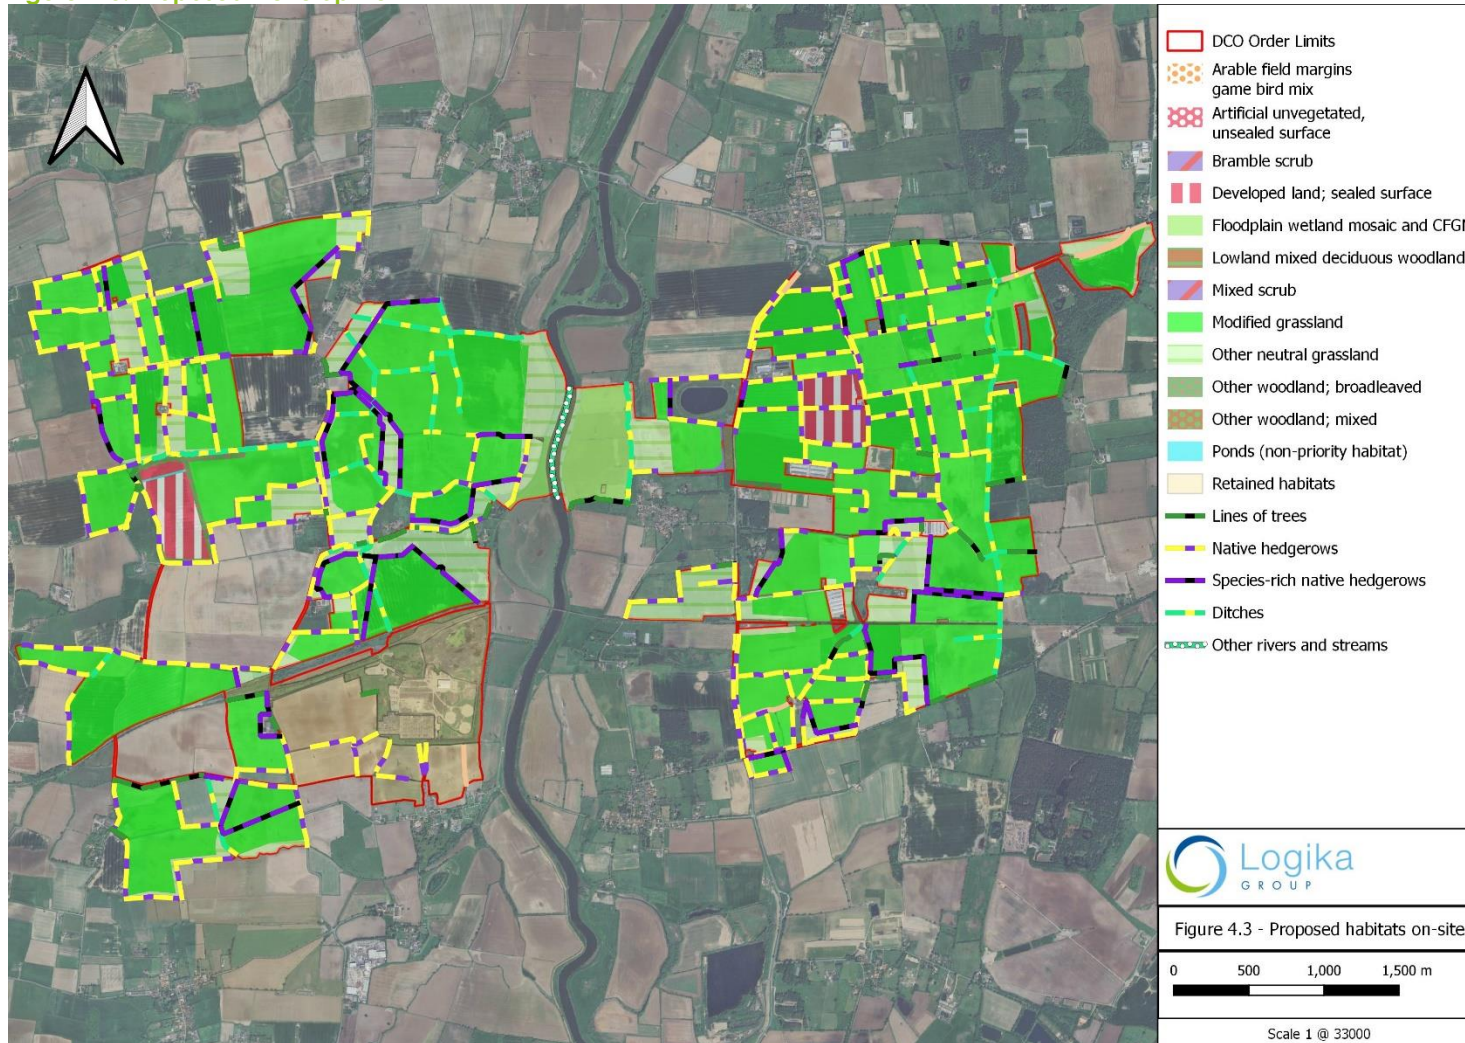 DCO Order Limits
Arable field margins
game bird mix
Artificial unvegetated,
unsealed surface
Bramble scrub
Developed land; sealed surface
Floodplain wetland mosaic and CFG
Lowland mixed deciduous woodland
Mixed scrub
Modified grassland
Other neutral grassland
Other woodland; broadleaved
Other woodland; mixed
Ponds (non-priority habitat)
Retained habitats
Lines of trees
Native hedgerows
Species-rich native hedgerows
Ditches
Other rivers and streams
Logika
GROUP
Figure 4.3 - Proposed habitats on-site
0 500 1,000 1,500 m
Scale 1 @ 33000